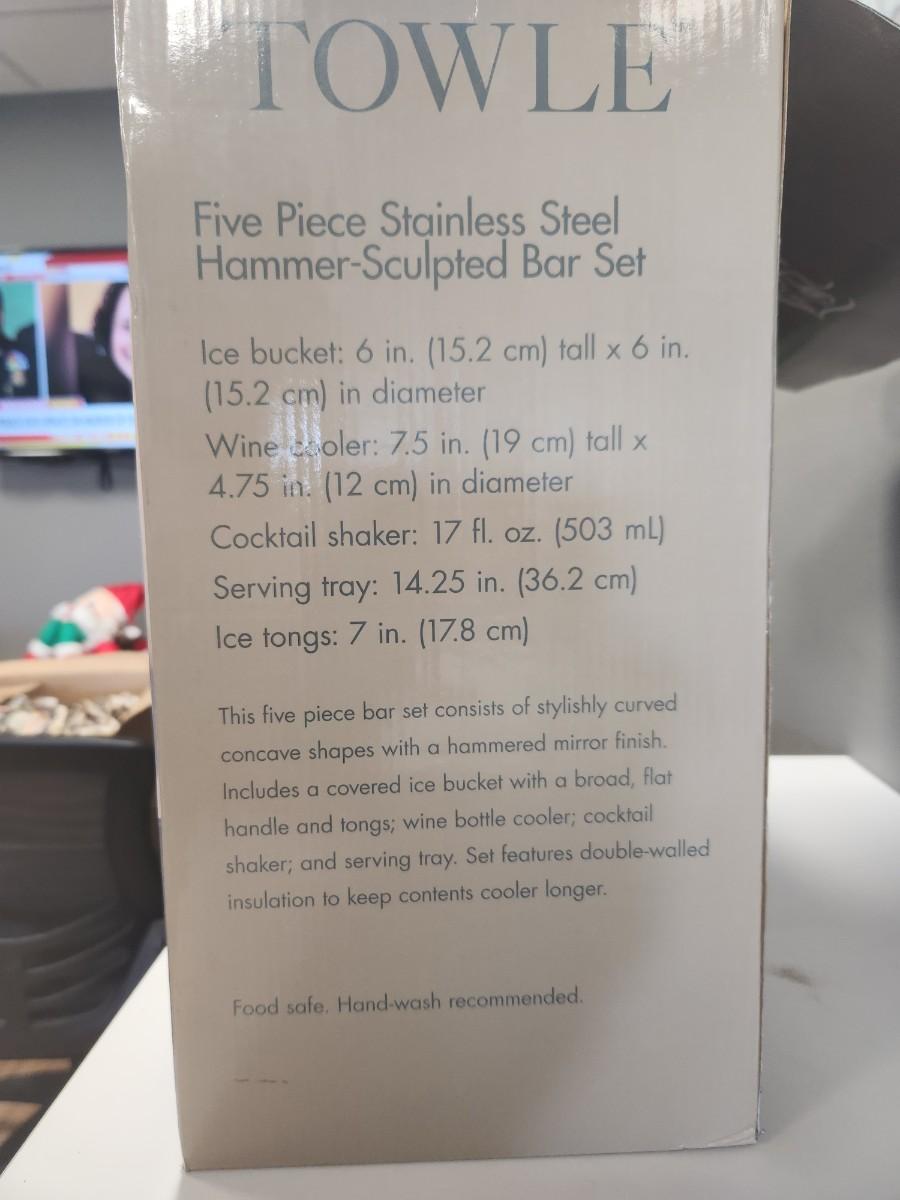 TOWLE
Five Piece Stainless Steel
Hammer-Sculpted Bar Set
Ice bucket: 6 in. (15.2 cm) tall x 6 in.
(15.2 cm) in diameter
Wine cooler: 7.5 in. (19 cm) tall x
4.75 in. (12 cm) in diameter
Cocktail shaker: 17 fl. oz. (503 mL)
Serving tray: 14.25 in. (36.2 cm)
Ice tongs: 7 in. (17.8 cm)
This five piece bar set consists of stylishly curved
concave shapes with a hammered mirror finish.
Includes a covered ice bucket with a broad, flat
handle and tongs; wine bottle cooler; cocktail
shaker; and serving tray. Set features double-walled
insulation to keep contents cooler longer.
Food safe. Hand-wash recommended.